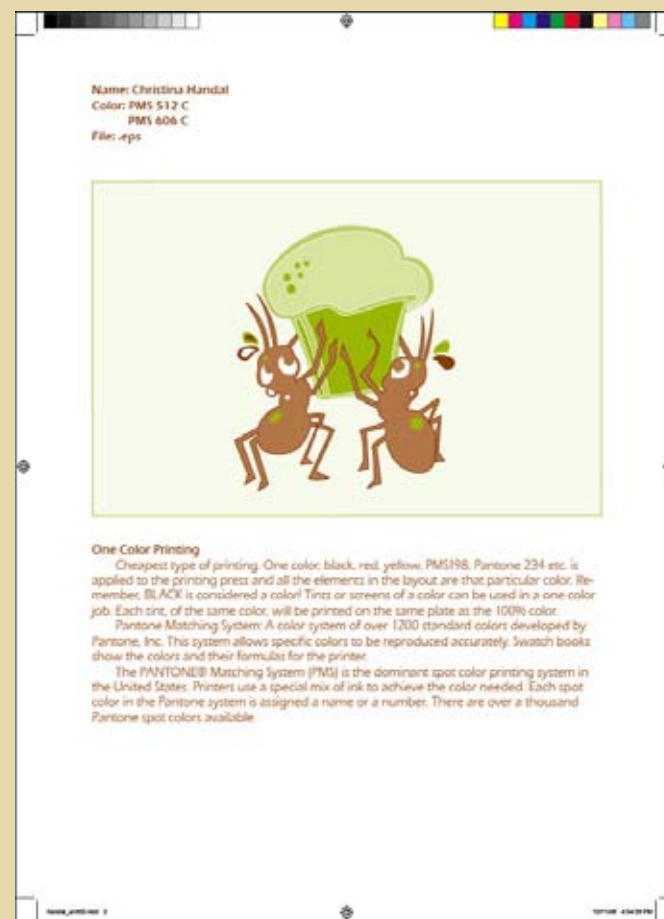 Name: Christina Handal
Color: PMS 512 C
PMS 606 C
File: .eps
One Color Printing
Cheapest type of printing. One color, black, red, yellow, PMS198, Pantone 234 etc. is
applied to the printing press and all the elements in the layout are that particular color. Re-
member, BLACK is considered a color! Tints or screens of a color can be used in a one color
job. Each tint, of the same color, will be printed on the same plate as the 100% color.
Pantone Matching System: A color system of over 1200 standard colors developed by
Pantone, Inc. This system allows specific colors to be reproduced accurately. Swatch books
show the colors and their formulas for the printer.
The PANTONE® Matching System (PMS) is the dominant spot color printing system in
the United States. Printers use a special mix of ink to achieve the color needed. Each spot
color in the Pantone system is assigned a name or a number. There are over a thousand
Pantone spot colors available.